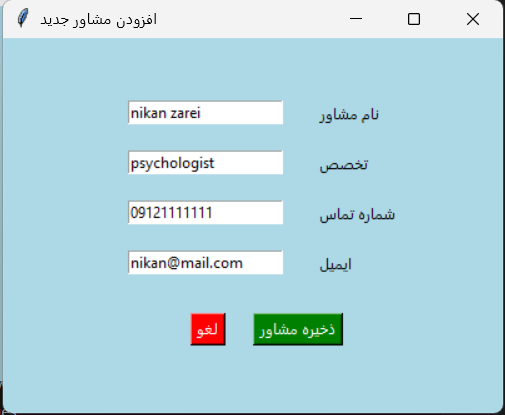 افزودن مشاور جدید
نام مشاور nikan zarei
تخصص psychologist
شماره تماس 09121111111
ایمیل nikan@mail.com
ذخیره مشاور لغو